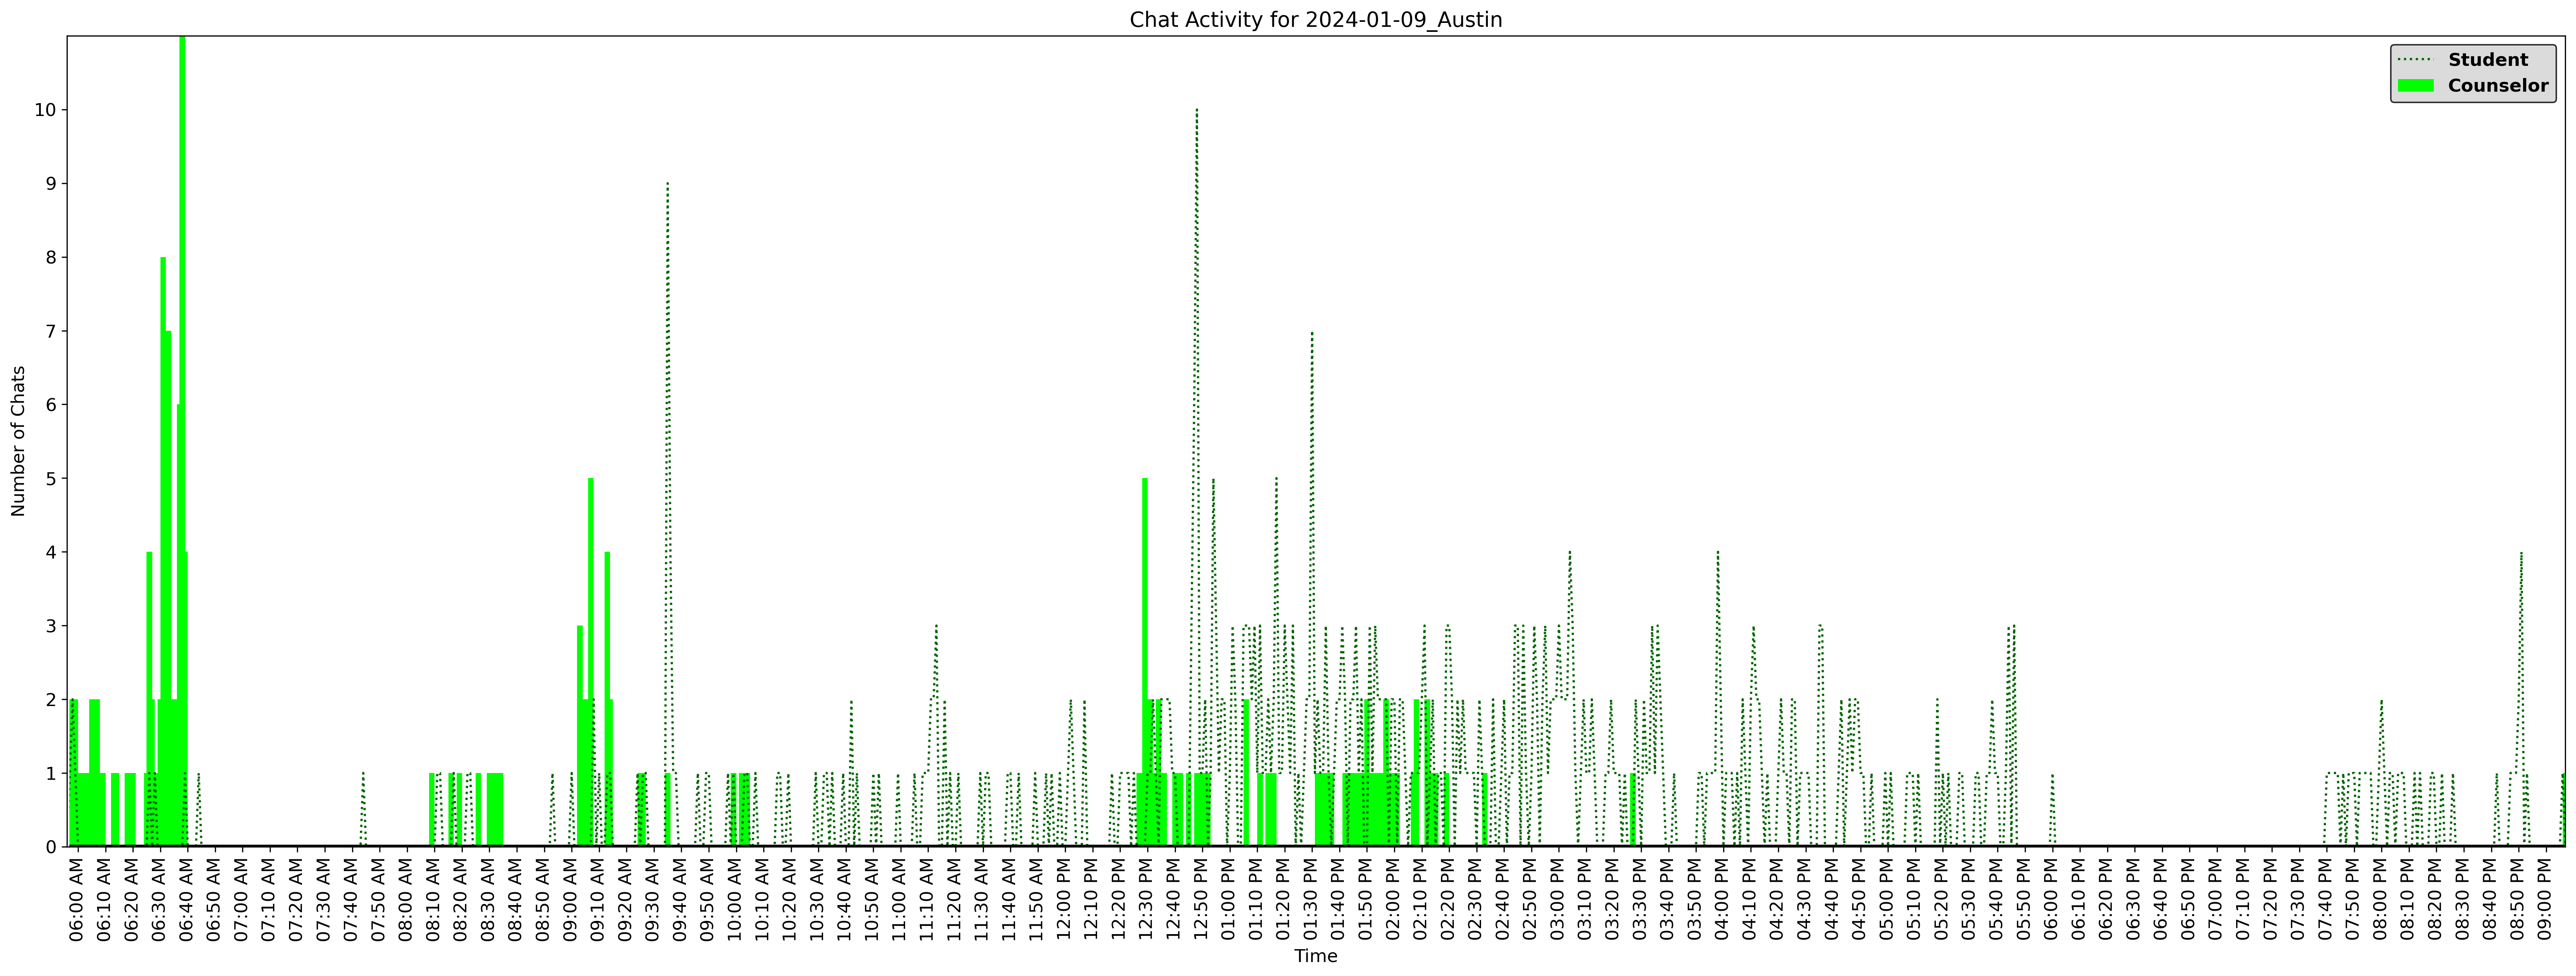 Chat Activity for 2024-01-09_Austin
Student
Counselor
Number of Chats
10
9
8
7
6
5
4
3
2
1
0
06:00 AM
06:10 AM
06:20 AM
06:30 AM
06:40 AM
06:50 AM
07:00 AM
07:10 AM
07:20 AM
07:30 AM
07:40 AM
07:50 AM
08:00 AM
08:10 AM
08:20 AM
08:30 AM
08:40 AM
08:50 AM
09:00 AM
09:10 AM
09:20 AM
09:30 AM
09:40 AM
09:50 AM
10:00 AM
10:10 AM
10:20 AM
10:30 AM
10:40 AM
10:50 AM
11:00 AM
11:10 AM
11:20 AM
11:30 AM
11:40 AM
11:50 AM
12:00 PM
12:10 PM
12:20 PM
12:30 PM
12:40 PM
12:50 PM
01:00 PM
01:10 PM
01:20 PM
01:30 PM
01:40 PM
01:50 PM
02:00 PM
02:10 PM
02:20 PM
02:30 PM
02:40 PM
02:50 PM
03:00 PM
03:10 PM
03:20 PM
03:30 PM
03:40 PM
03:50 PM
04:00 PM
04:10 PM
04:20 PM
04:30 PM
04:40 PM
04:50 PM
05:00 PM
05:10 PM
05:20 PM
05:30 PM
05:40 PM
05:50 PM
06:00 PM
06:10 PM
06:20 PM
06:30 PM
06:40 PM
06:50 PM
07:00 PM
07:10 PM
07:20 PM
07:30 PM
07:40 PM
07:50 PM
08:00 PM
08:10 PM
08:20 PM
08:30 PM
08:40 PM
08:50 PM
09:00 PM
Time